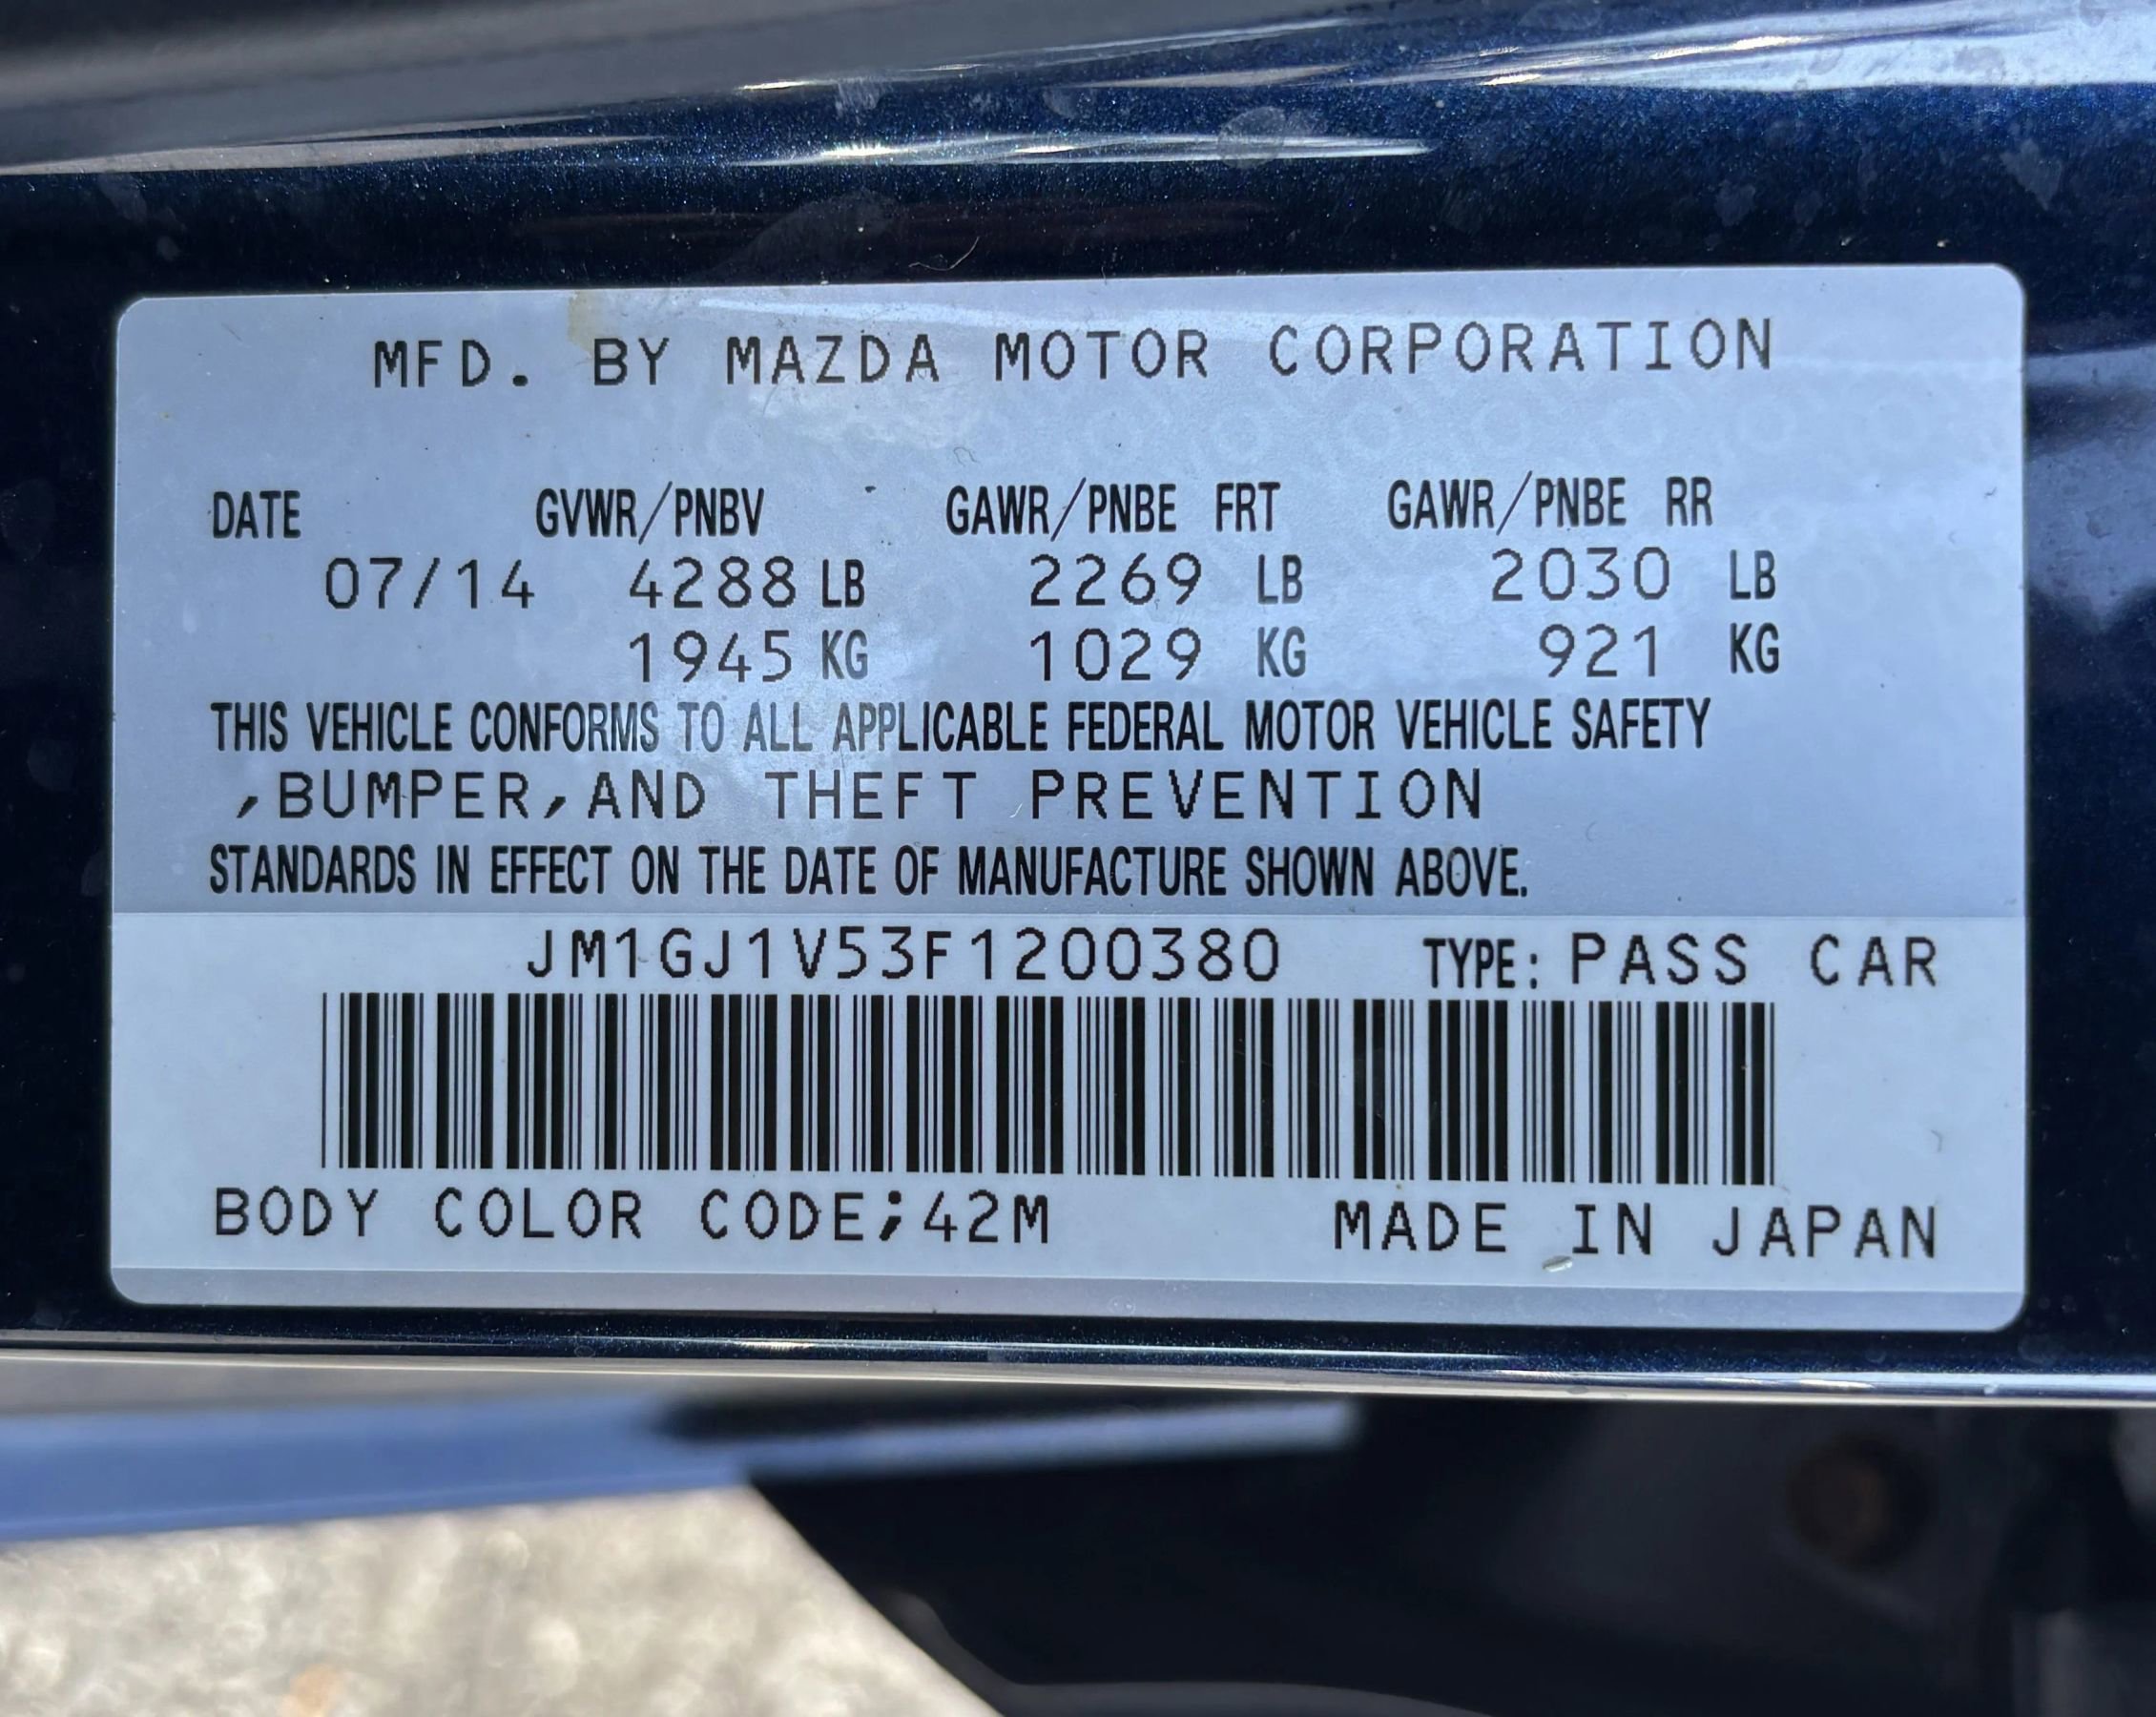 MFD. BY MAZDA MOTOR CORPORATION
DATE GVWR/PNBV GAWR/PNBE FRT GAWR/PNBE RR
07/14 4288 LB 2269 LB 2030 LB
1945 KG 1029 KG 921 KG
THIS VEHICLE CONFORMS TO ALL APPLICABLE FEDERAL MOTOR VEHICLE SAFETY
,BUMPER,AND THEFT PREVENTION
STANDARDS IN EFFECT ON THE DATE OF MANUFACTURE SHOWN ABOVE.
JM1GJ1V53F1200380 TYPE: PASS CAR
BODY COLOR CODE;42M MADE IN JAPAN